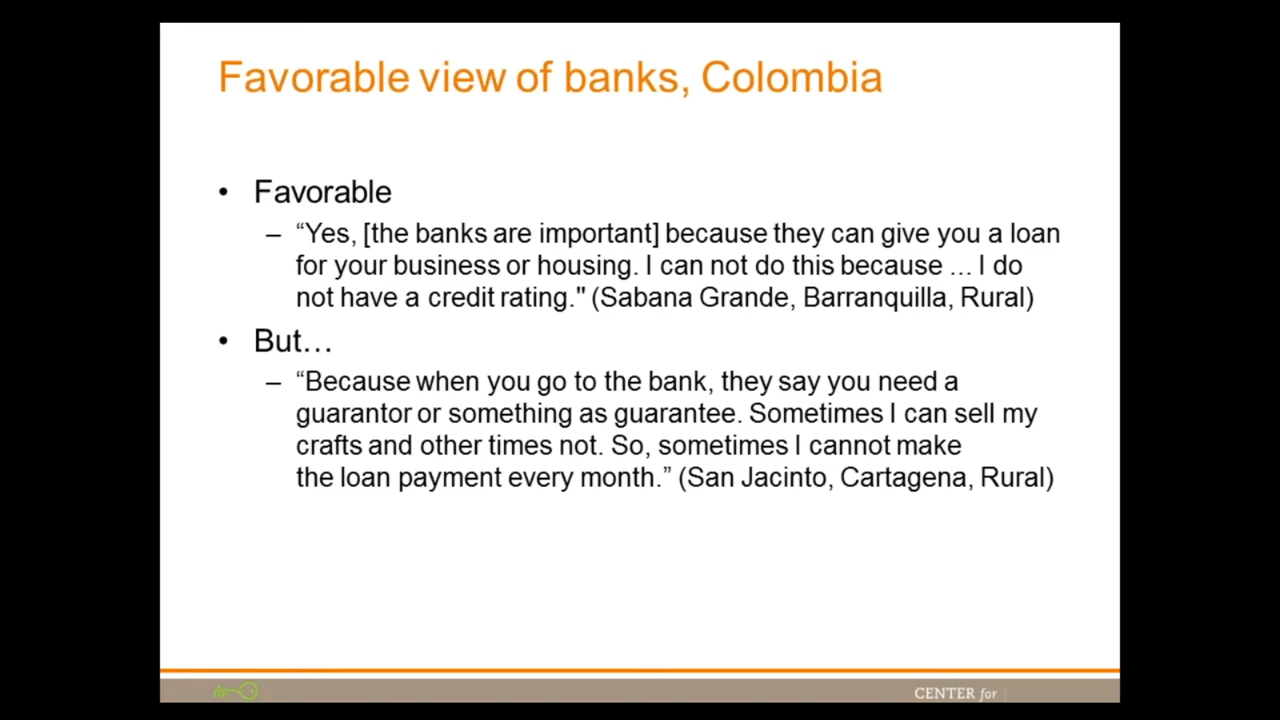 Favorable view of banks, Colombia
• Favorable
– “Yes, [the banks are important] because they can give you a loan
for your business or housing. I can not do this because ... I do
not have a credit rating." (Sabana Grande, Barranquilla, Rural)
• But…
– “Because when you go to the bank, they say you need a
guarantor or something as guarantee. Sometimes I can sell my
crafts and other times not. So, sometimes I cannot make
the loan payment every month.” (San Jacinto, Cartagena, Rural)
CENTER for